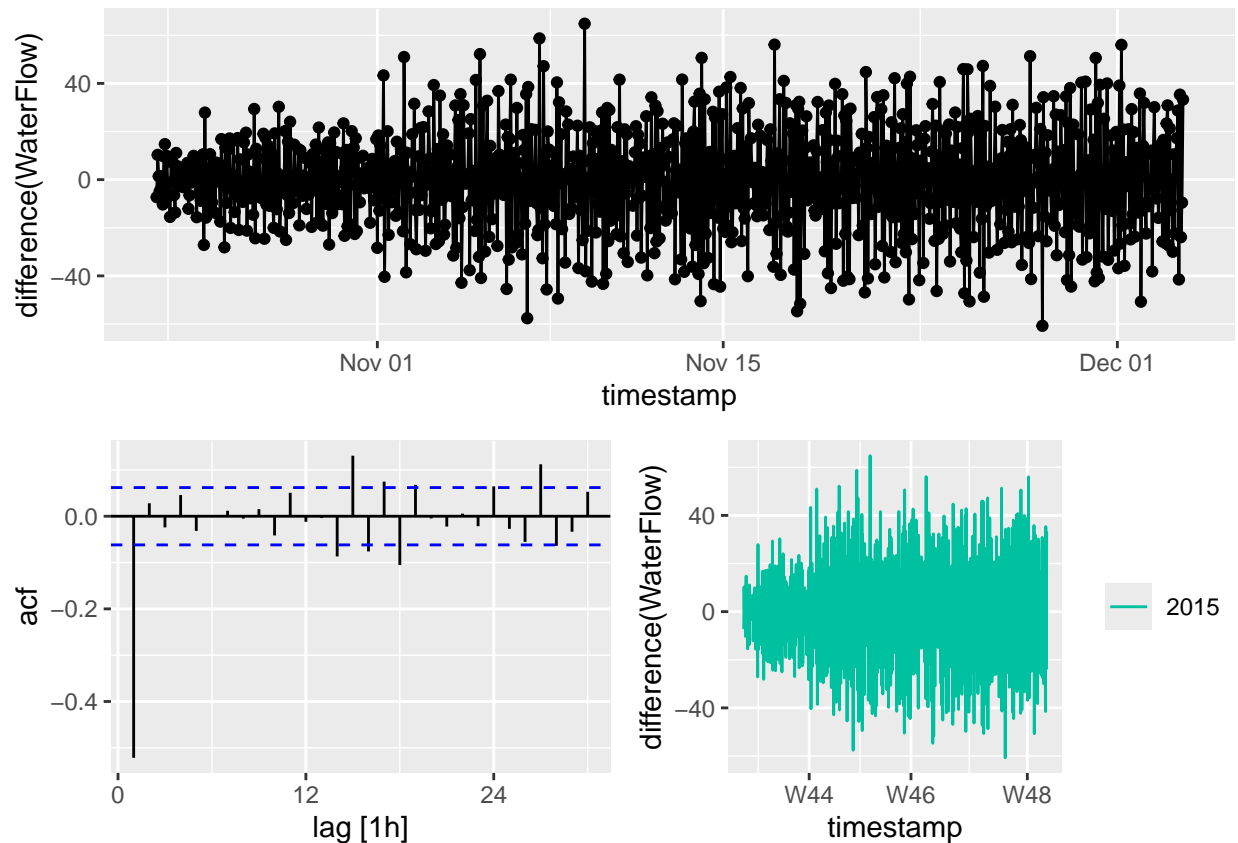 difference(WaterFlow)
40
0
−40
Nov 01
Nov 15
Dec 01
timestamp
acf
0.0
−0.2
−0.4
0
12
24
lag [1h]
difference(WaterFlow)
40
0
−40
W44
W46
W48
timestamp
2015